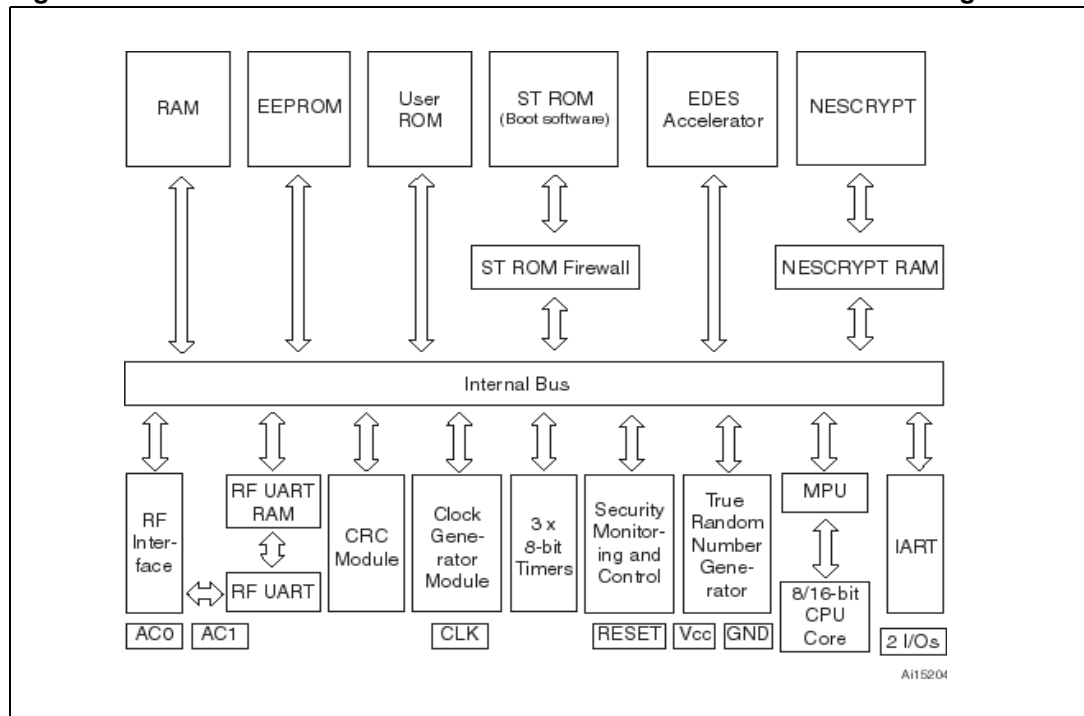 RAM
EEPROM
User
ROM
ST ROM
(Boot software)
EDES
Accelerator
NESCRYPT
ST ROM Firewall
NESCRYPT RAM
Internal Bus
RF
Inter-
face
RF UART
RAM
RF UART
CRC
Module
Clock
Gene-
rator
Module
3 x
8-bit
Timers
Security
Monitor-
ing and
Control
True
Random
Number
Gene-
rator
MPU
8/16-bit
CPU
Core
IART
AC0
AC1
CLK
RESET
Vcc
GND
2 I/Os
Ai15204